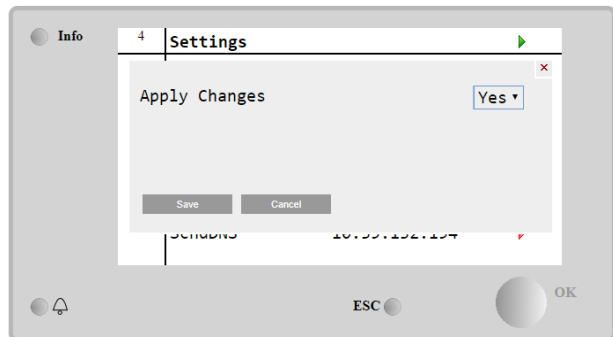 Info
4 Settings
Apply Changes Yes
Save Cancel
ESC
OK